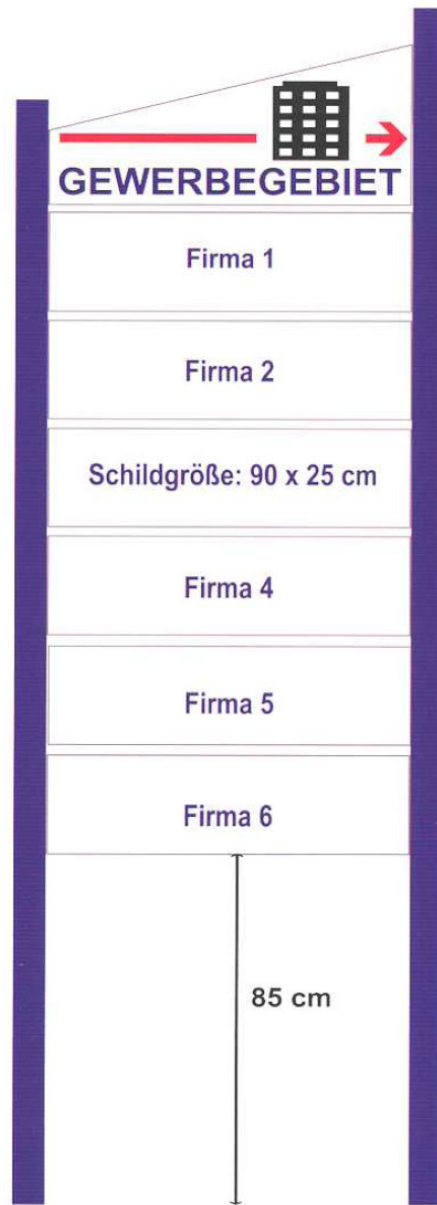 GEWERBEGEBIET
Firma 1
Firma 2
Schildgröße: 90 x 25 cm
Firma 4
Firma 5
Firma 6
85 cm